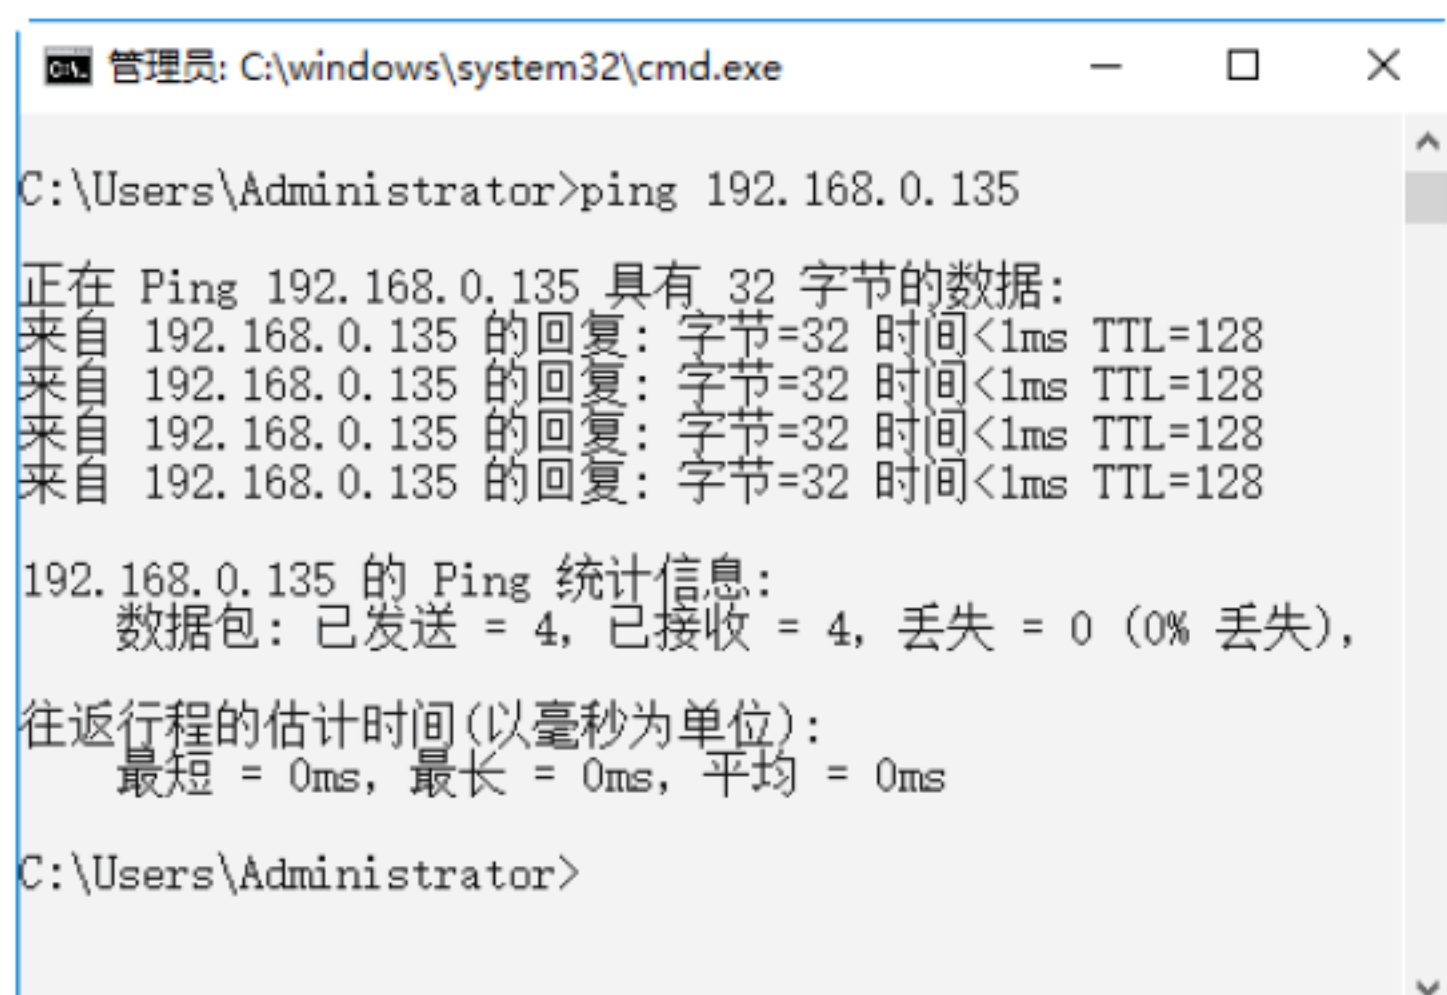 管理员: C:\windows\system32\cmd.exe
C:\Users\Administrator>ping 192.168.0.135
正在 Ping 192.168.0.135 具有 32 字节的数据:
来自 192.168.0.135 的回复: 字节=32 时间<1ms TTL=128
来自 192.168.0.135 的回复: 字节=32 时间<1ms TTL=128
来自 192.168.0.135 的回复: 字节=32 时间<1ms TTL=128
来自 192.168.0.135 的回复: 字节=32 时间<1ms TTL=128
192.168.0.135 的 Ping 统计信息:
数据包: 已发送 = 4, 已接收 = 4, 丢失 = 0 (0% 丢失),
往返行程的估计时间(以毫秒为单位):
最短 = 0ms, 最长 = 0ms, 平均 = 0ms
C:\Users\Administrator>